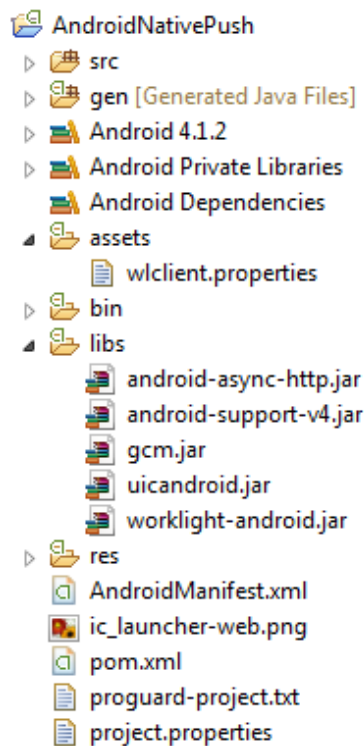 AndroidNativePush
src
gen [Generated Java Files]
Android 4.1.2
Android Private Libraries
Android Dependencies
assets
wlclient.properties
bin
libs
android-async-http.jar
android-support-v4.jar
gcm.jar
uicandroid.jar
worklight-android.jar
res
AndroidManifest.xml
ic_launcher-web.png
pom.xml
proguard-project.txt
project.properties